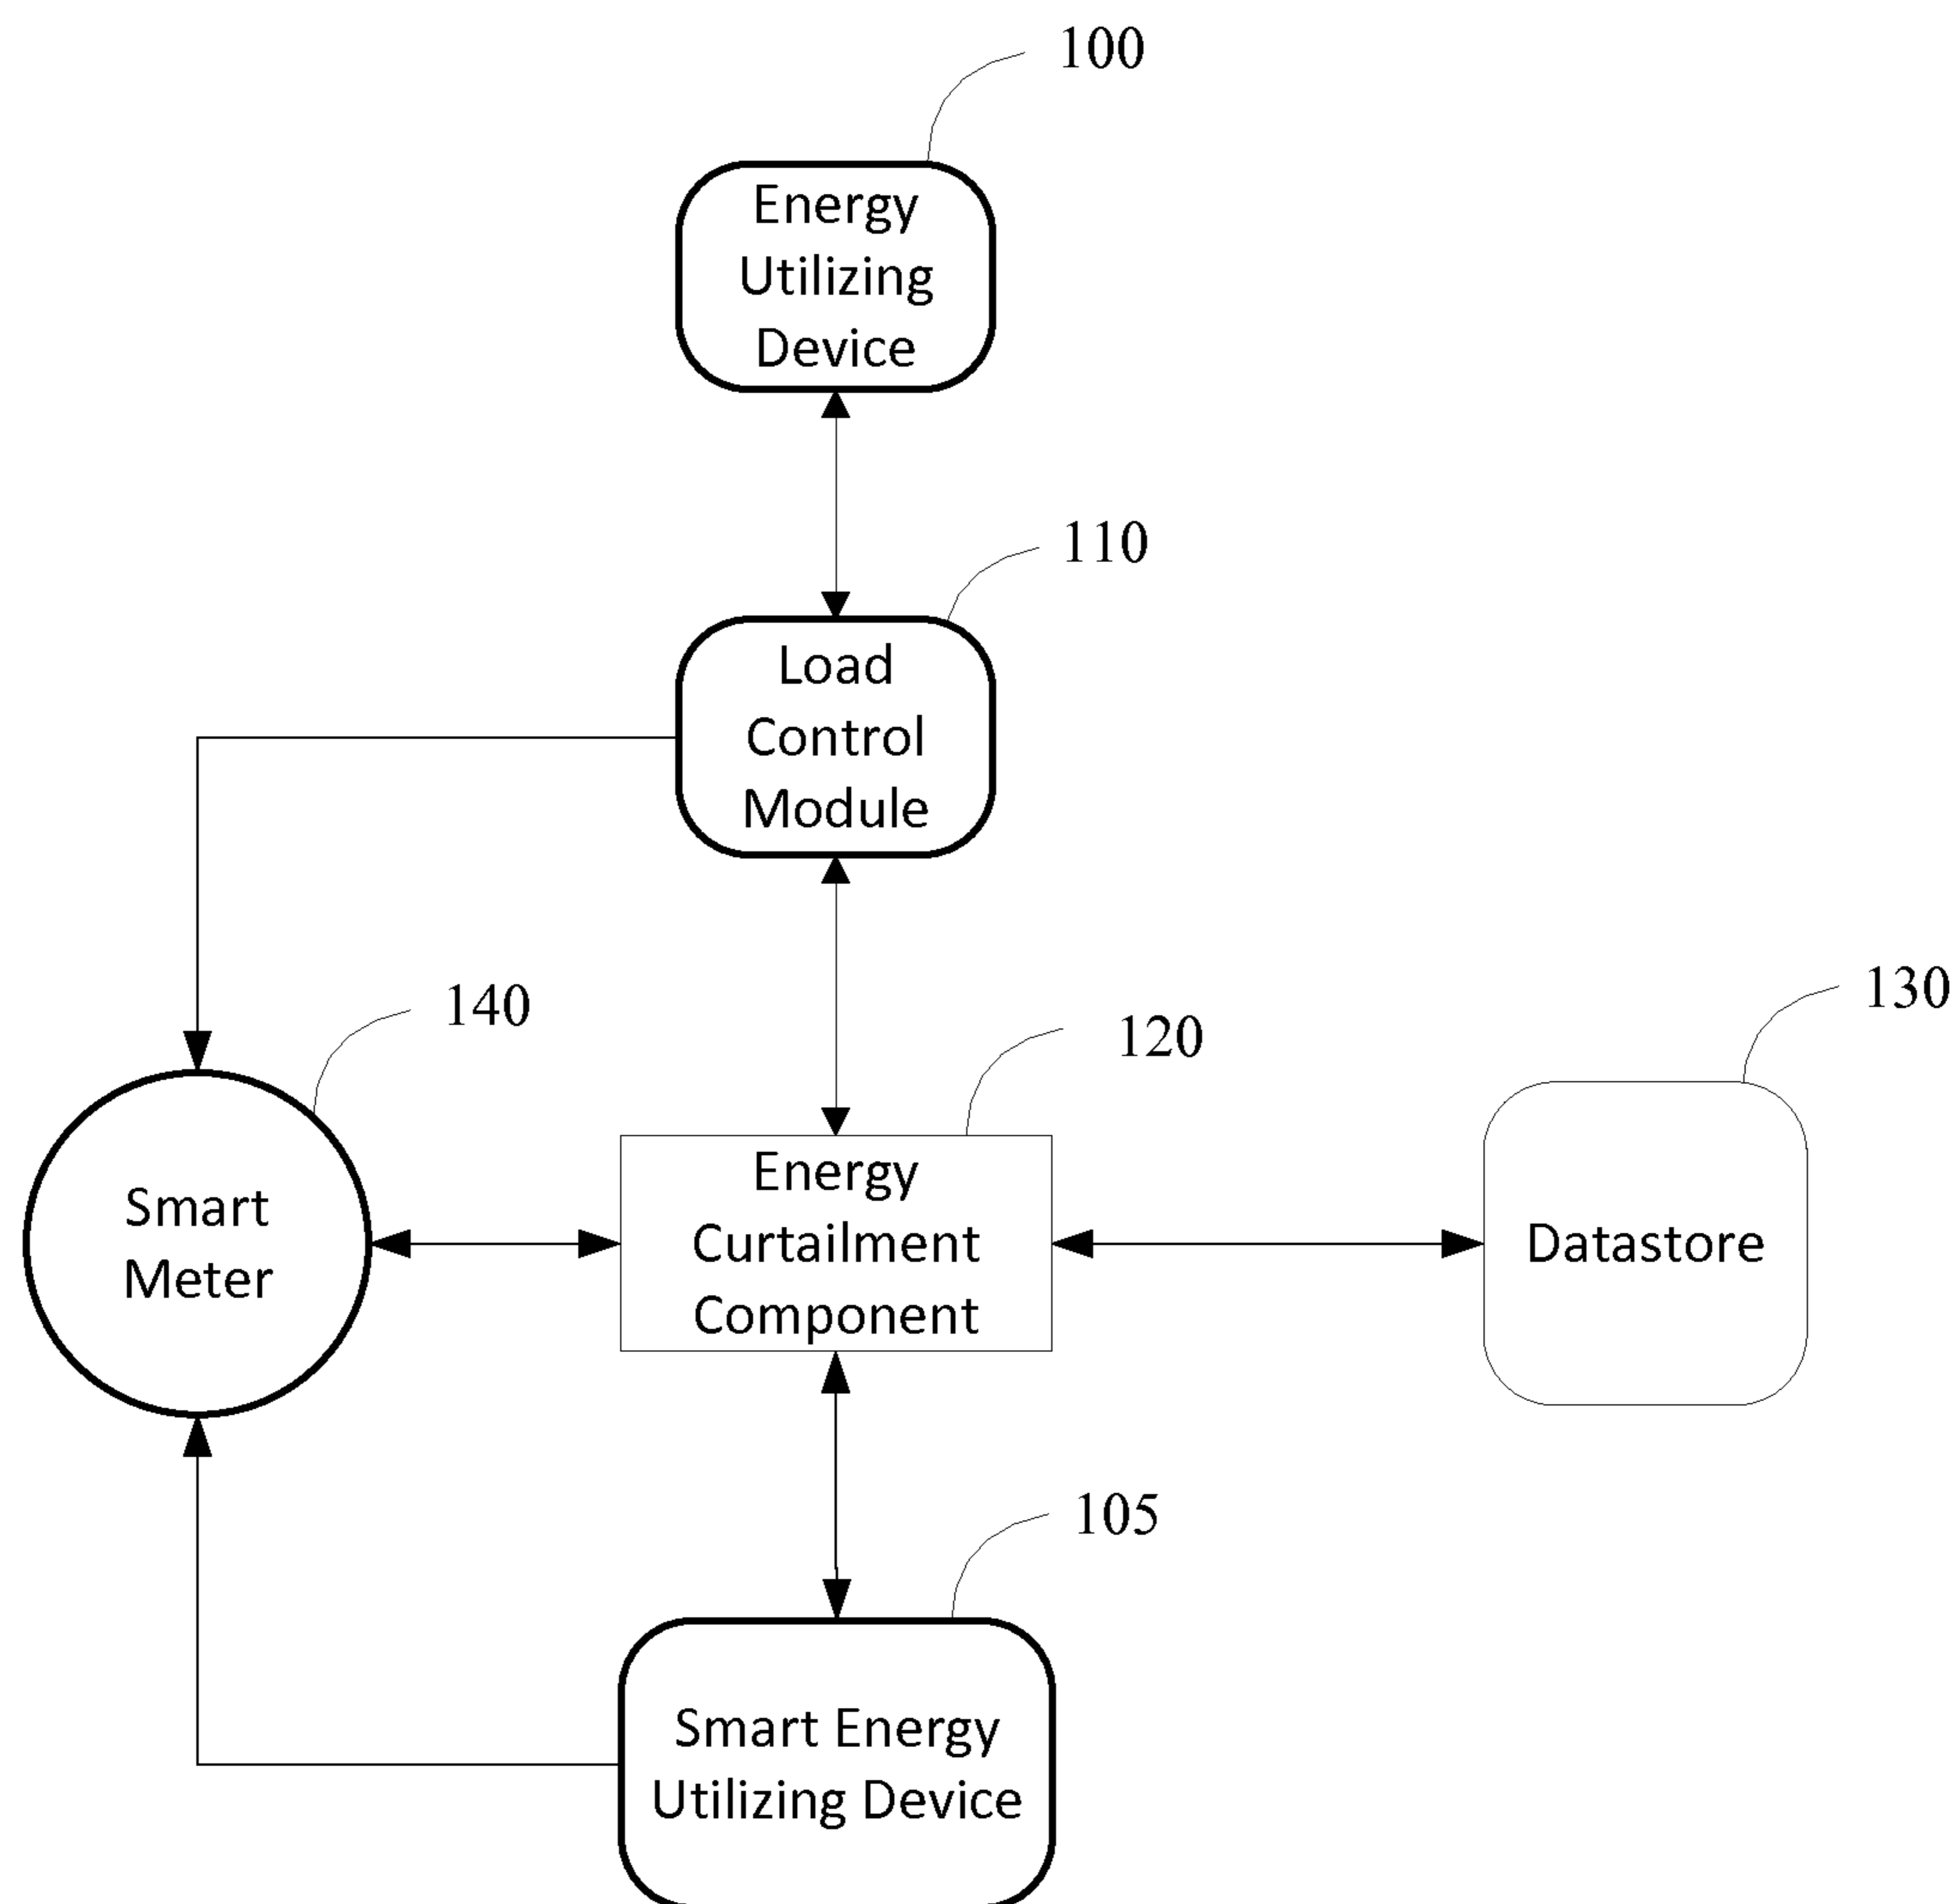 100
Energy
Utilizing
Device
110
Load
Control
Module
140
120
130
Smart
Meter
Energy
Curtailment
Component
Datastore
105
Smart Energy
Utilizing Device